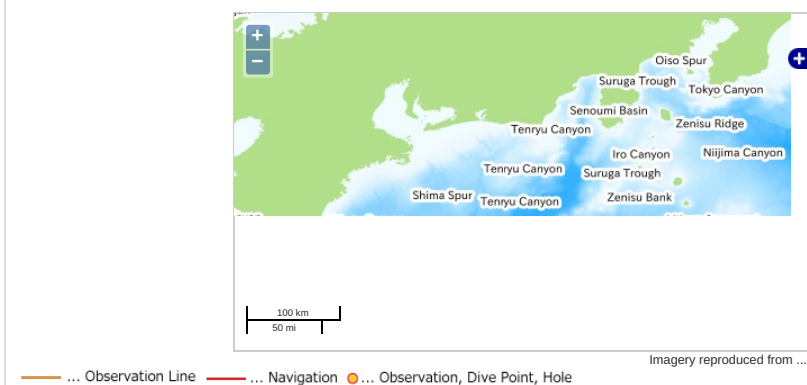 +
−
Oiso Spur
+
Suruga Trough
Tokyo Canyon
Senoumi Basin
Zenisu Ridge
Tenryu Canyon
Iro Canyon
Niijima Canyon
Tenryu Canyon
Suruga Trough
Shima Spur
Tenryu Canyon
Zenisu Bank
100 km
50 mi
Imagery reproduced from ...
... Observation Line ... Navigation ... Observation, Dive Point, Hole